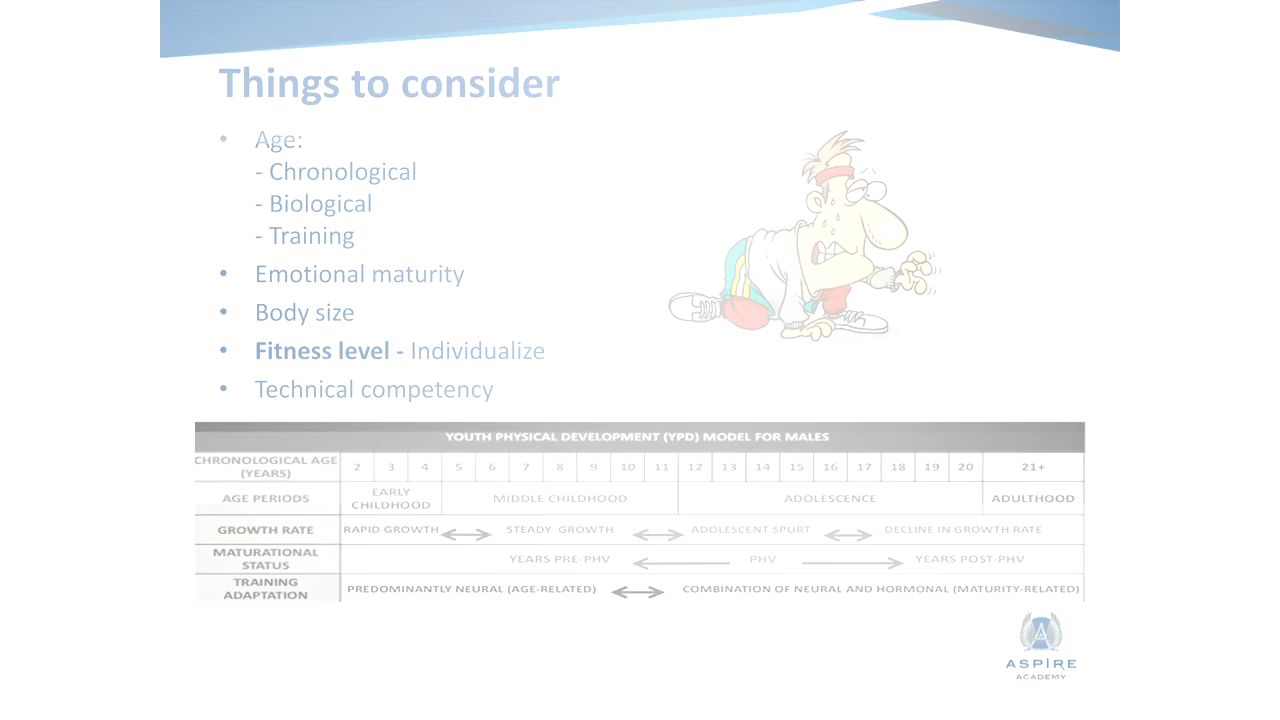 Things to consider
• Age:
- Chronological
- Biological
- Training
• Emotional maturity
• Body size
• Fitness level - Individualize
• Technical competency
YOUTH PHYSICAL DEVELOPMENT (YPD) MODEL FOR MALES
CHRONOLOGICAL AGE (YEARS) 2 3 4 5 6 7 8 9 10 11 12 13 14 15 16 17 18 19 20 21+
AGE PERIODS EARLY CHILDHOOD MIDDLE CHILDHOOD ADOLESCENCE ADULTHOOD
GROWTH RATE RAPID GROWTH STEADY GROWTH ADOLESCENT SPURT DECLINE IN GROWTH RATE
MATURATIONAL STATUS YEARS PRE-PHV PHV YEARS POST-PHV
TRAINING ADAPTATION PREDOMINANTLY NEURAL (AGE-RELATED) COMBINATION OF NEURAL AND HORMONAL (MATURITY-RELATED)
ASPIRE
ACADEMY